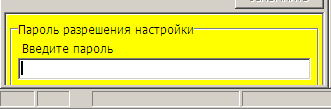 Пароль разрешения настройки
Введите пароль